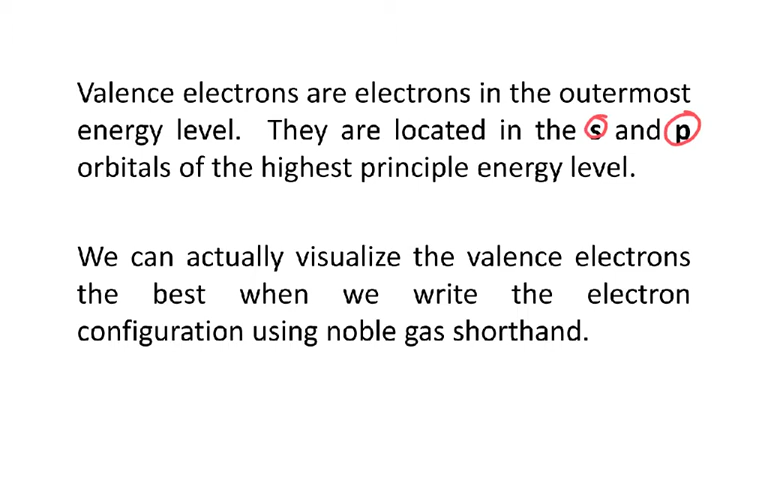 Valence electrons are electrons in the outermost
energy level. They are located in the s and p
orbitals of the highest principle energy level.
We can actually visualize the valence electrons
the best when we write the electron
configuration using noble gas shorthand.